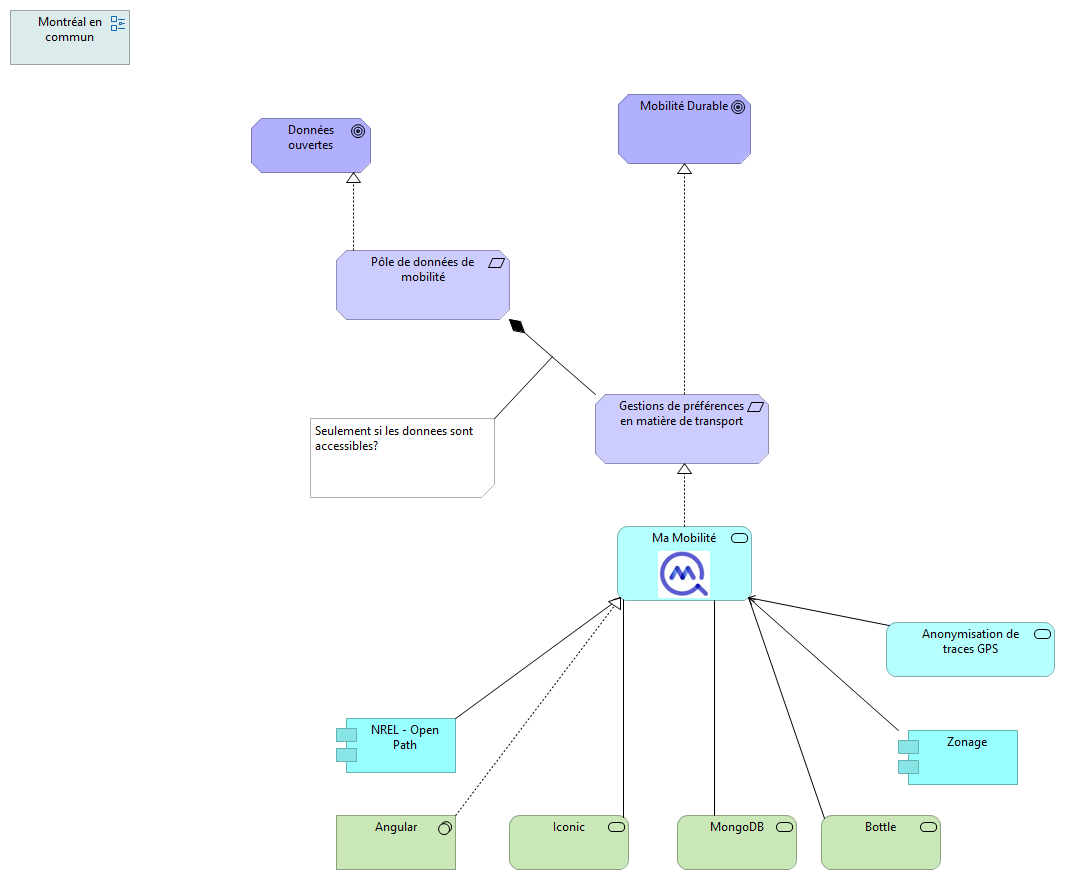 Montréal en
commun
Mobilité Durable
Données
ouvertes
Pôle de données de
mobilité
Gestions de préférences
en matière de transport
Seulement si les donnees sont
accessibles?
Ma Mobilité
Anonymisation de
traces GPS
NREL - Open
Path
Zonage
Angular
Iconic
MongoDB
Bottle